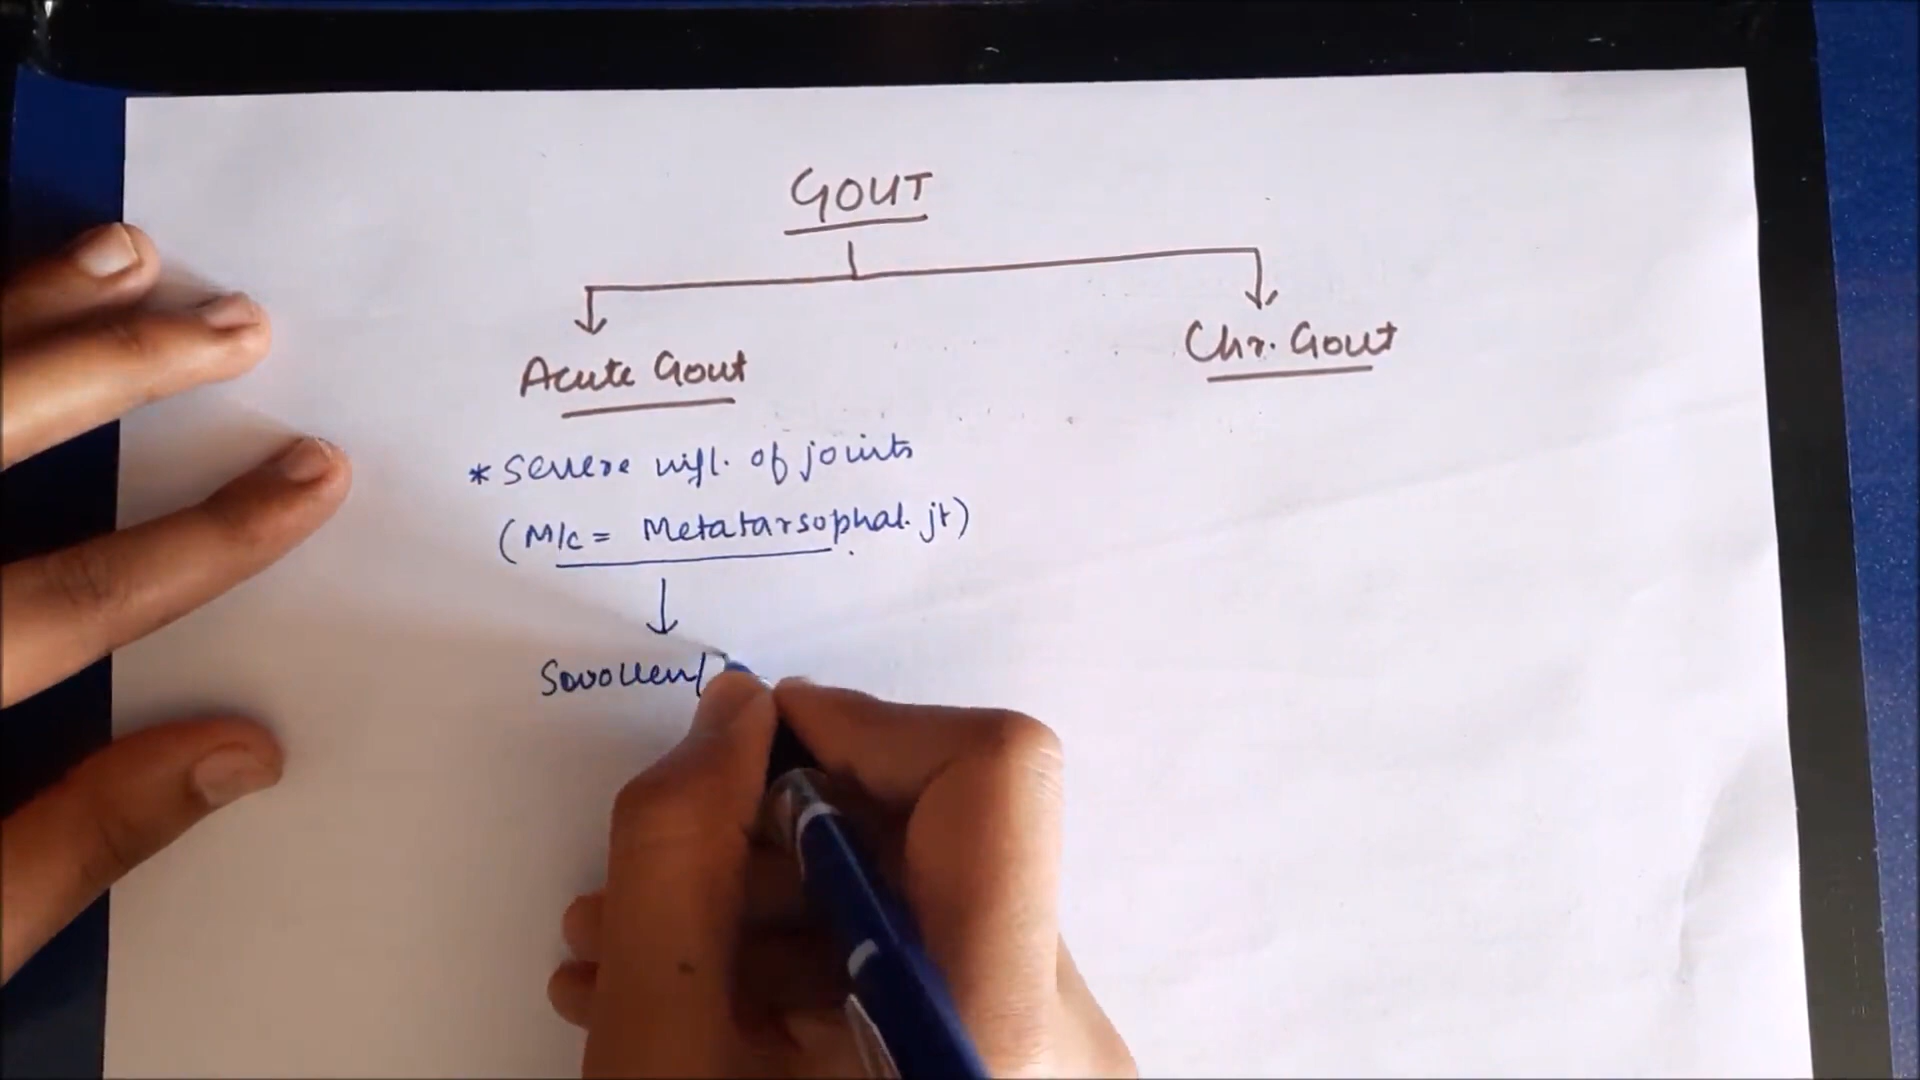 GOUT
Acute Gout
Chr. Gout
* Severe infl. of joints
(M/c = Metatarsophal. jt)
Swollen/